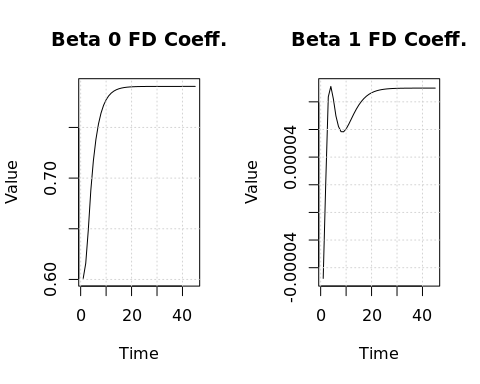 Beta 0 FD Coeff.
Value
0.60
0.70
0
20
40
Time
Beta 1 FD Coeff.
Value
-0.00004
0.00004
0
20
40
Time